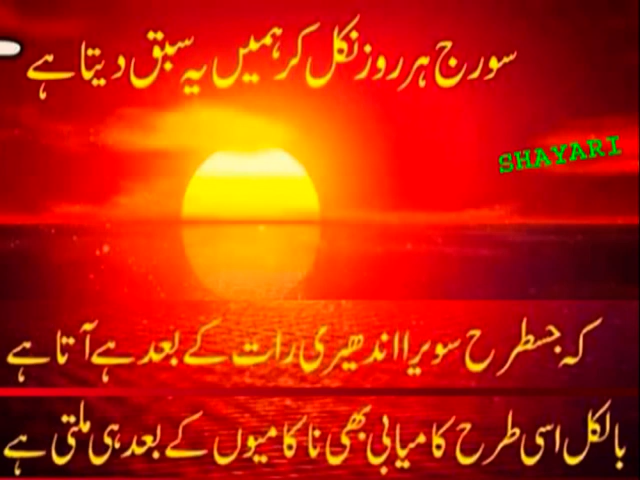 سورج ہر روز نکل کر ہمیں یہ سبق دیتا ہے
SHAYARI
کہ جسطرح سویرا اندھیری رات کے بعد ہے آتا ہے
بالکل اسی طرح کامیابی بھی ناکامیوں کے بعد ہی ملتی ہے